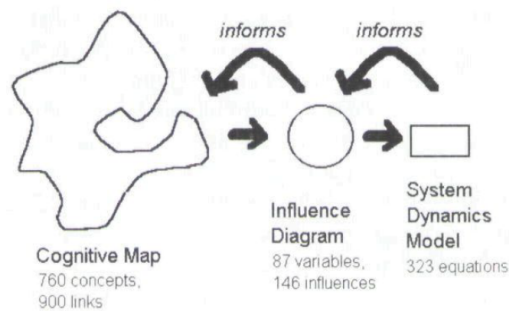 informs
informs
Cognitive Map
760 concepts,
900 links
Influence
Diagram
87 variables,
146 influences
System
Dynamics
Model
323 equations